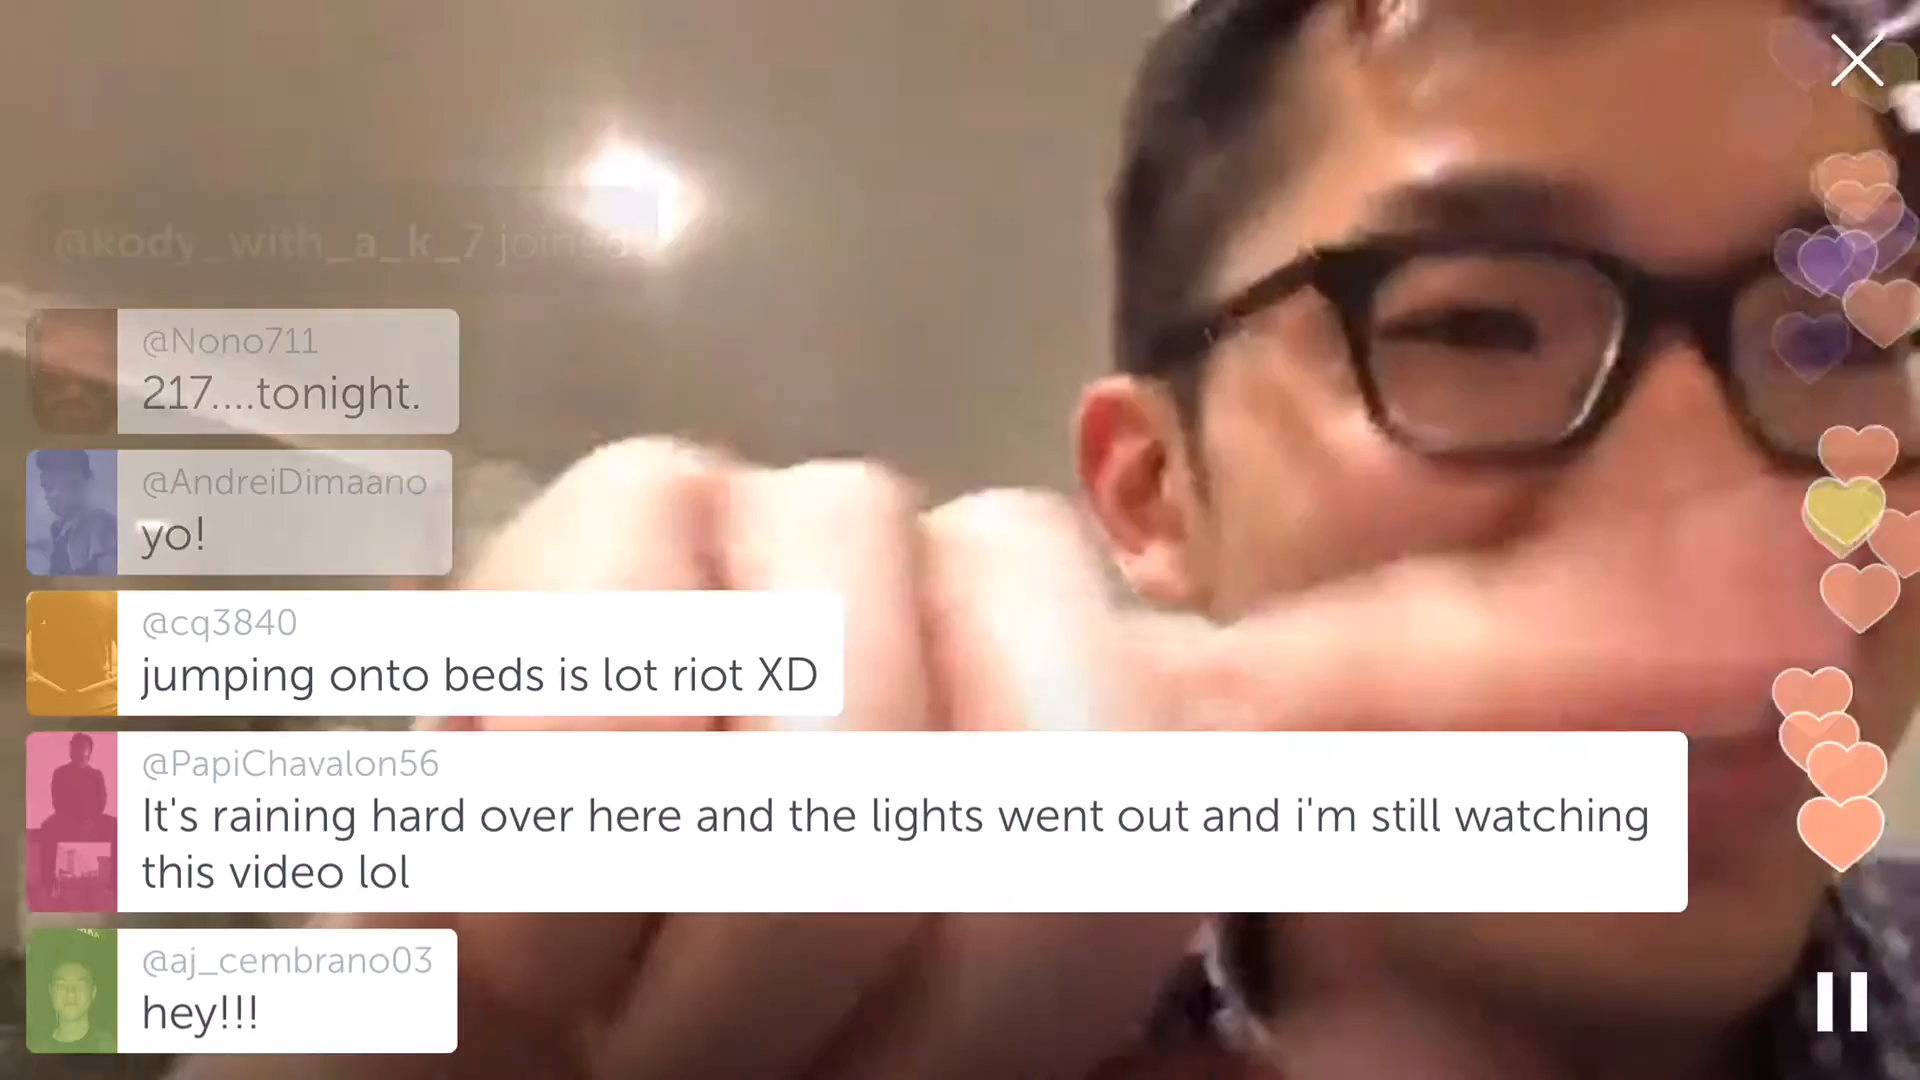 @kody_with_a_k_7 joined
@Nono711
217....tonight.
@AndreiDimaano
yo!
@cq3840
jumping onto beds is lot riot XD
@PapiChavalon56
It's raining hard over here and the lights went out and i'm still watching
this video lol
@aj_cembrano03
hey!!!